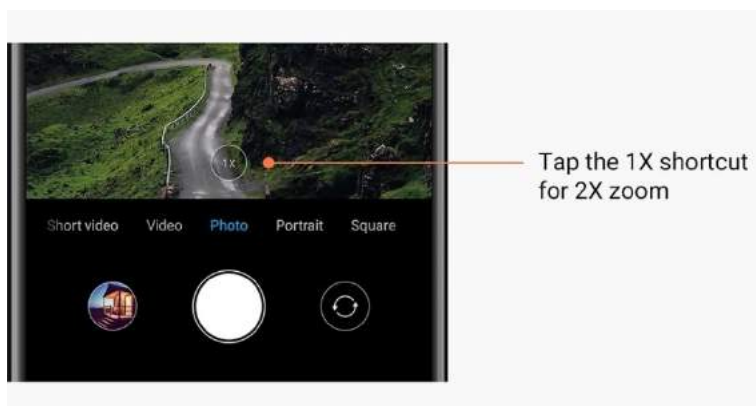 1X
Tap the 1X shortcut
for 2X zoom
Short video Video Photo Portrait Square